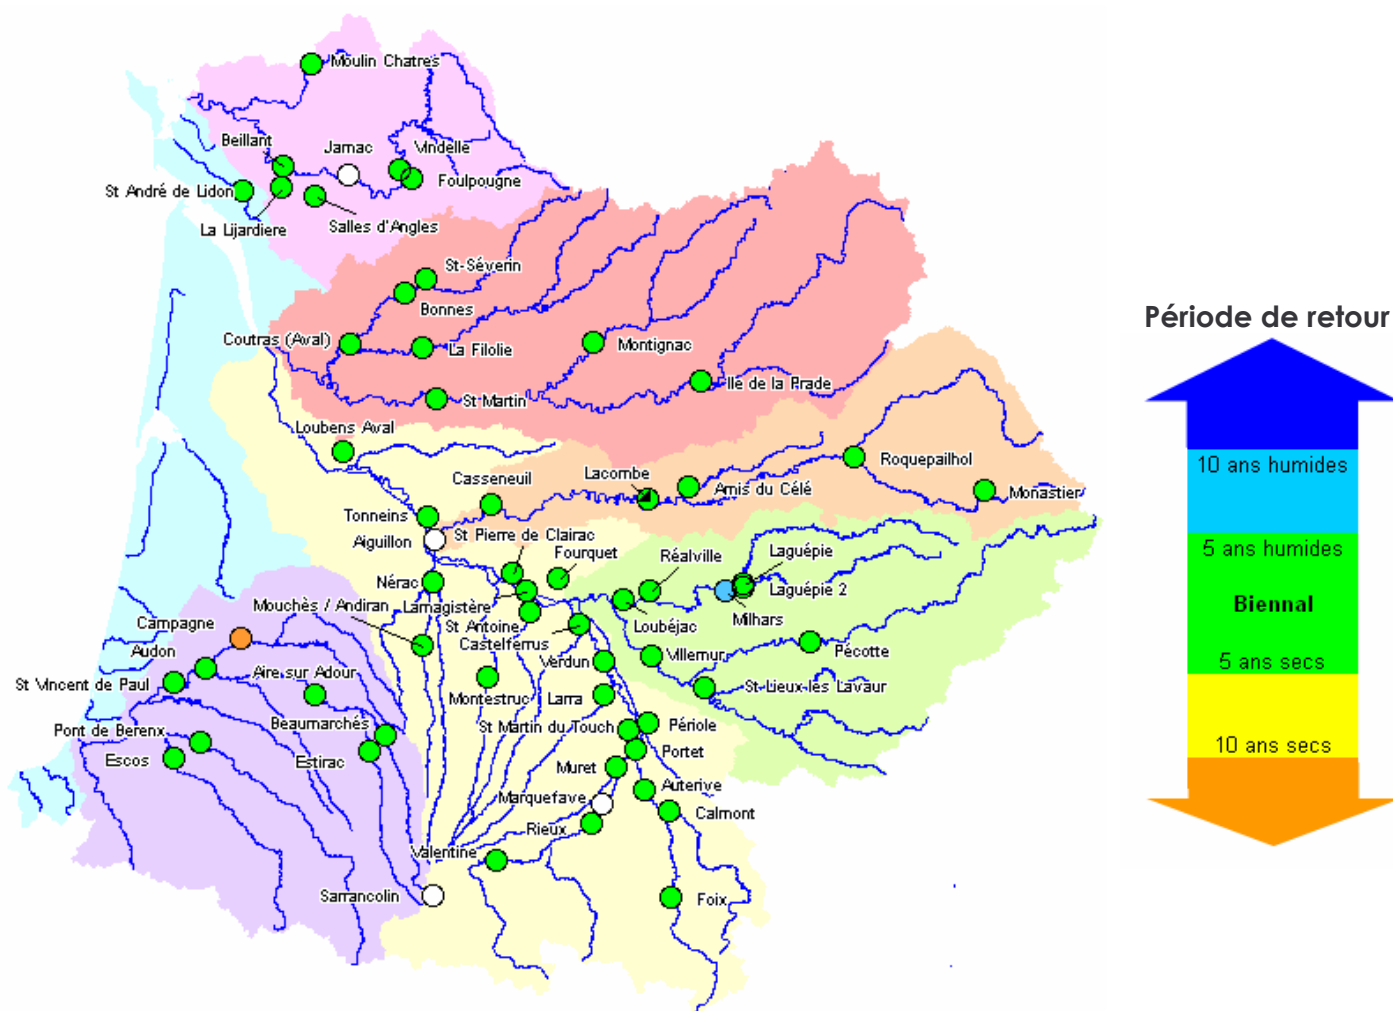 Moulin Chatres
Beillant
Jarnac
Vindelle
St André de Lidon
Foulpougne
La Lijardiere
Salles d'Angles
St-Séverin
Bonnes
Période de retour
Coutras (Aval)
La Filolie
Montignac
Ile de la Prade
St Martin
Loubens Aval
Roquepailhol
10 ans humides
Lacombe
Casseneuil
Amis du Célé
Monastier
Tonneins
St Pierre de Clairac
Aiguillon
Fourquet
Réalville
Laguépie
5 ans humides
Nérac
Lamagistère
Laguépie 2
Mouchès / Andiran
St Antoine
Loubéjac
Milhars
Biennal
Campagne
Castelferrus
Audon
Verdun
Villemur
Pécotte
5 ans secs
St Vincent de Paul
Aire sur Adour
Montestruc
Larra
St Lieux les Lavaur
Beaumarchés
St Martin du Touch
Périole
Pont de Berenx
Portet
10 ans secs
Escos
Estirac
Muret
Auterive
Marquefave
Calmont
Rieux
Valentine
Sarrancolin
Foix